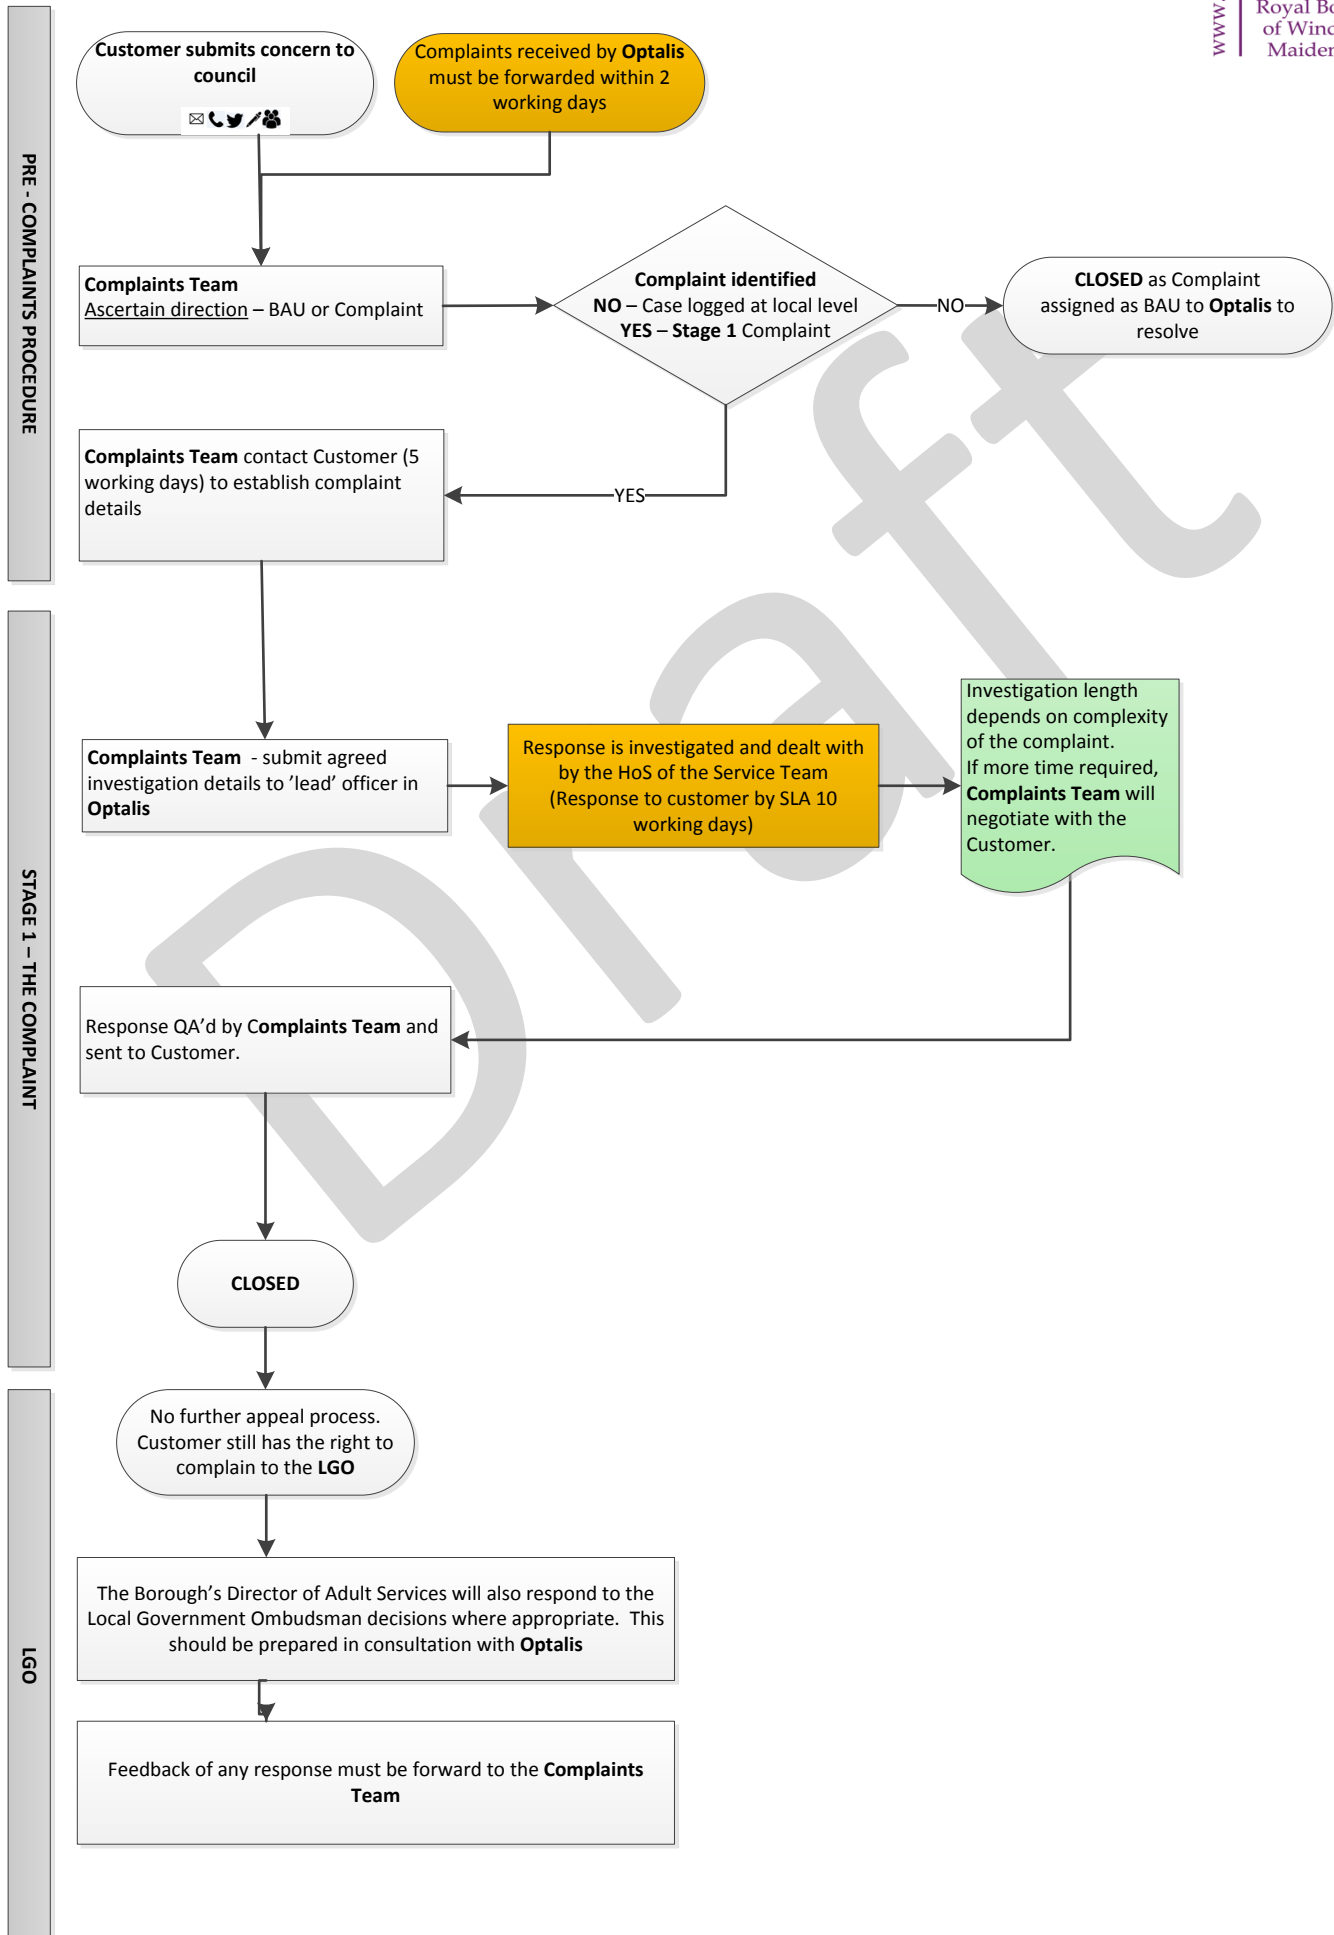 Royal Bo
of Wind
Maiden
www.
PRE - COMPLAINTS PROCEDURE
Customer submits concern to
council
Complaints received by Optalis
must be forwarded within 2
working days
Complaints Team
Ascertain direction – BAU or Complaint
Complaint identified
NO – Case logged at local level
YES – Stage 1 Complaint
NO
CLOSED as Complaint
assigned as BAU to Optalis to
resolve
YES
Complaints Team contact Customer (5
working days) to establish complaint
details
Draft
STAGE 1 – THE COMPLAINT
Complaints Team - submit agreed
investigation details to ’lead’ officer in
Optalis
Response is investigated and dealt with
by the HoS of the Service Team
(Response to customer by SLA 10
working days)
Investigation length
depends on complexity
of the complaint.
If more time required,
Complaints Team will
negotiate with the
Customer.
Response QA’d by Complaints Team and
sent to Customer.
CLOSED
LGO
No further appeal process.
Customer still has the right to
complain to the LGO
The Borough’s Director of Adult Services will also respond to the
Local Government Ombudsman decisions where appropriate. This
should be prepared in consultation with Optalis
Feedback of any response must be forward to the Complaints
Team